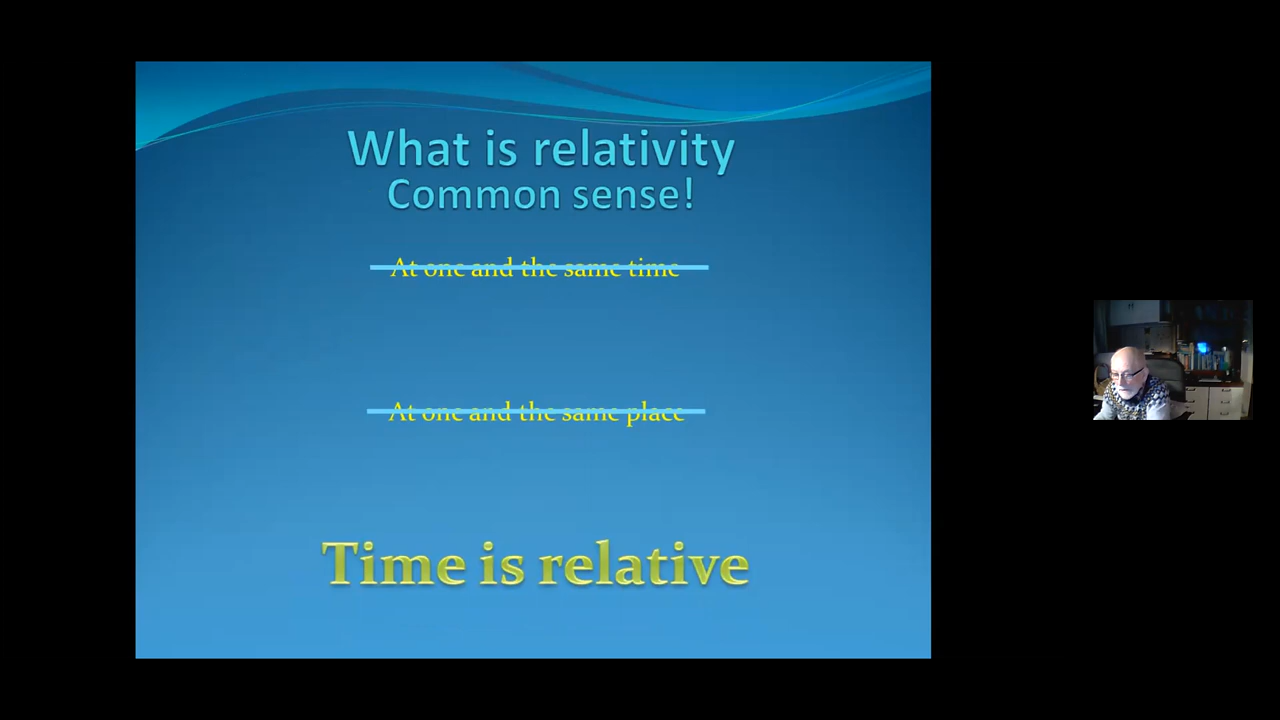 What is relativity
Common sense!
At one and the same time
At one and the same place
Time is relative